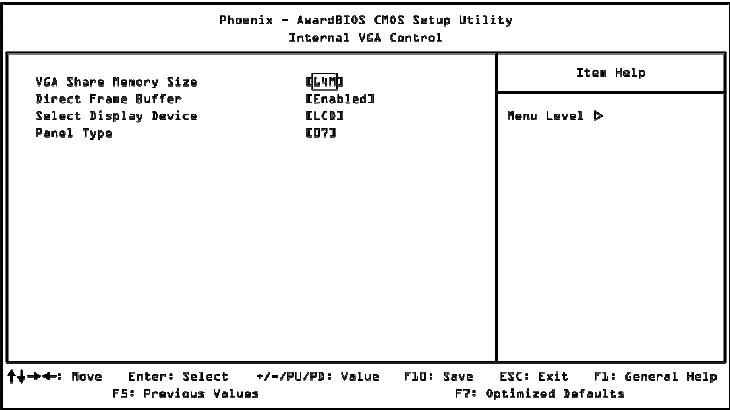 Phoenix - AwardBIOS CMOS Setup Utility
Internal VGA Control
VGA Share Memory Size [64M]
Direct Frame Buffer [Enabled]
Select Display Device [LCD]
Panel Type [07]
Item Help
Menu Level ▷
↑↓→←: Move Enter: Select +/-/PU/PD: Value F10: Save ESC: Exit F1: General Help
F5: Previous Values F7: Optimized Defaults